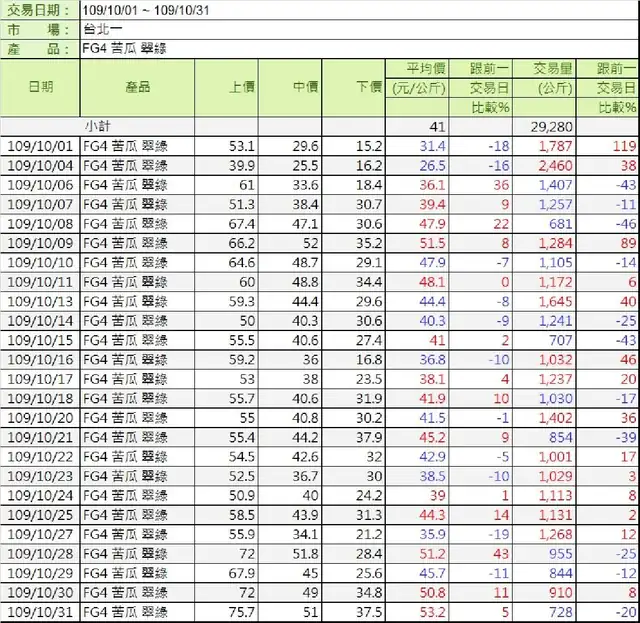 交易日期： 109/10/01 ~ 109/10/31
市 場： 台北一
產 品： FG4 苦瓜 翠綠
日期 產品 上價 中價 下價 平均價 (元/公斤) 跟前一 交易日 比較% 交易量 (公斤) 跟前一 交易日 比較%
小計 41 29,280
109/10/01 FG4 苦瓜 翠綠 53.1 29.6 15.2 31.4 -18 1,787 119
109/10/04 FG4 苦瓜 翠綠 39.9 25.5 16.2 26.5 -16 2,460 38
109/10/06 FG4 苦瓜 翠綠 61 33.6 18.4 36.1 36 1,407 -43
109/10/07 FG4 苦瓜 翠綠 51.3 38.4 30.7 39.4 9 1,257 -11
109/10/08 FG4 苦瓜 翠綠 67.4 47.1 30.6 47.9 22 681 -46
109/10/09 FG4 苦瓜 翠綠 66.2 52 35.2 51.5 8 1,284 89
109/10/10 FG4 苦瓜 翠綠 64.6 48.7 29.1 47.9 -7 1,105 -14
109/10/11 FG4 苦瓜 翠綠 60 48.8 34.4 48.1 0 1,172 6
109/10/13 FG4 苦瓜 翠綠 59.3 44.4 29.6 44.4 -8 1,645 40
109/10/14 FG4 苦瓜 翠綠 50 40.3 30.6 40.3 -9 1,241 -25
109/10/15 FG4 苦瓜 翠綠 55.5 40.6 27.4 41 2 707 -43
109/10/16 FG4 苦瓜 翠綠 59.2 36 16.8 36.8 -10 1,032 46
109/10/17 FG4 苦瓜 翠綠 53 38 23.5 38.1 4 1,237 20
109/10/18 FG4 苦瓜 翠綠 55.7 40.6 31.9 41.9 10 1,030 -17
109/10/20 FG4 苦瓜 翠綠 55 40.8 30.2 41.5 -1 1,402 36
109/10/21 FG4 苦瓜 翠綠 55.4 44.2 37.9 45.2 9 854 -39
109/10/22 FG4 苦瓜 翠綠 54.5 42.6 32 42.9 -5 1,001 17
109/10/23 FG4 苦瓜 翠綠 52.5 36.7 30 38.5 -10 1,029 3
109/10/24 FG4 苦瓜 翠綠 50.9 40 24.2 39 1 1,113 8
109/10/25 FG4 苦瓜 翠綠 58.5 43.9 31.3 44.3 14 1,131 2
109/10/27 FG4 苦瓜 翠綠 55.9 34.1 21.2 35.9 -19 1,268 12
109/10/28 FG4 苦瓜 翠綠 72 51.8 28.4 51.2 43 955 -25
109/10/29 FG4 苦瓜 翠綠 67.9 45 25.6 45.7 -11 844 -12
109/10/30 FG4 苦瓜 翠綠 72 49 34.8 50.8 11 910 8
109/10/31 FG4 苦瓜 翠綠 75.7 51 37.5 53.2 5 728 -20